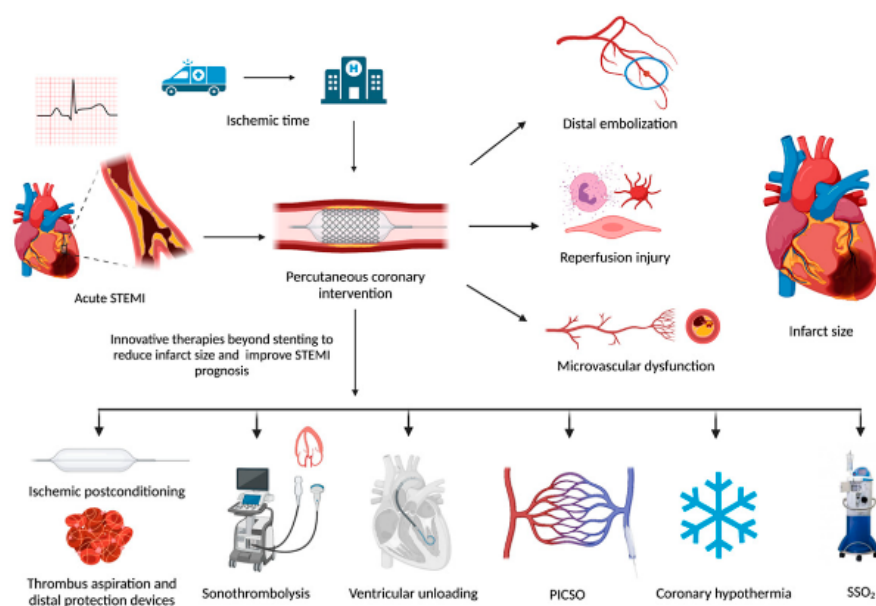 Ischemic time
H
Distal embolization
Acute STEMI
Percutaneous coronary
intervention
Reperfusion injury
Infarct size
Innovative therapies beyond stenting to
reduce infarct size and improve STEMI
prognosis
Microvascular dysfunction
Ischemic postconditioning
Thrombus aspiration and
distal protection devices
Sonothrombolysis
Ventricular unloading
PICSO
Coronary hypothermia
SSO₂